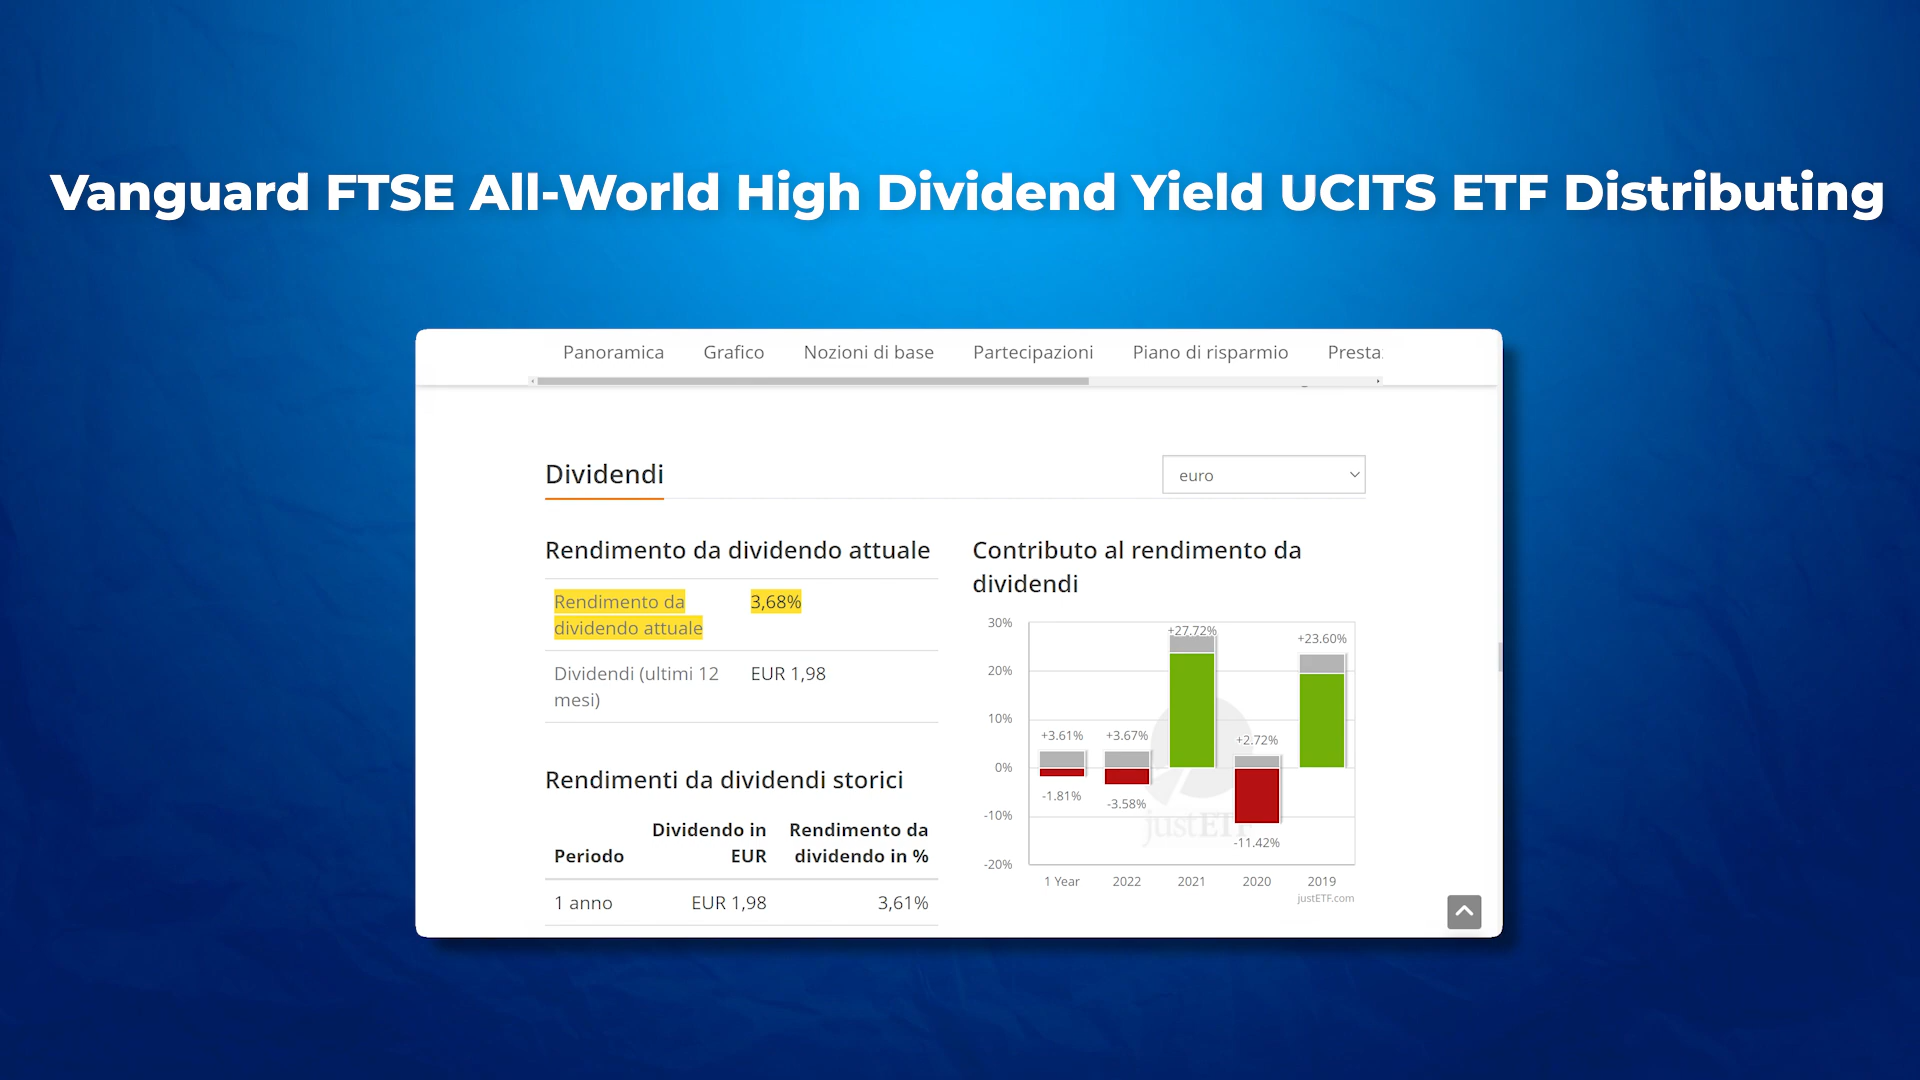 Vanguard FTSE All-World High Dividend Yield UCITS ETF Distributing
Panoramica Grafico Nozioni di base Partecipazioni Piano di risparmio Presta
Dividendi
euro
Rendimento da dividendo attuale
Rendimento da 3,68%
dividendo attuale
Dividendi (ultimi 12 EUR 1,98
mesi)
Rendimenti da dividendi storici
Dividendo in Rendimento da
Periodo EUR dividendo in %
1 anno EUR 1,98 3,61%
Contributo al rendimento da
dividendi
30%
20%
10%
0%
-10%
-20%
+3.61% +3.67% +27.72% +2.72% +23.60%
-1.81% -3.58% -11.42%
justETF
1 Year 2022 2021 2020 2019
justETF.com